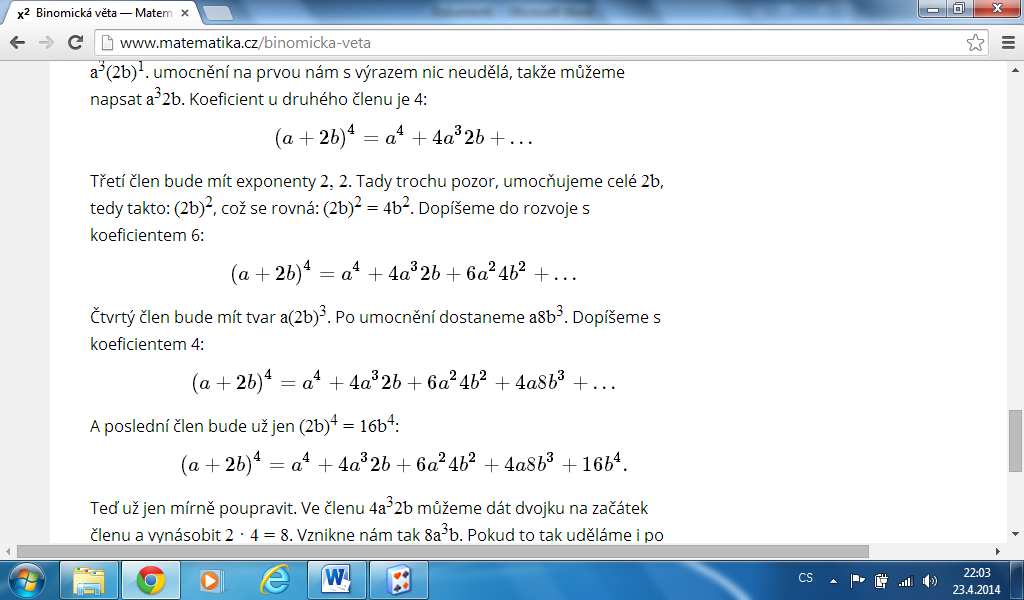 x² Binomická věta — Matem
www.matematika.cz/binomicka-veta
a³(2b)¹. umocnění na prvou nám s výrazem nic neudělá, takže můžeme
napsat a³2b. Koeficient u druhého členu je 4:
(a + 2b)⁴ = a⁴ + 4a³2b + …
Třetí člen bude mít exponenty 2, 2. Tady trochu pozor, umocňujeme celé 2b,
tedy takto: (2b)², což se rovná: (2b)² = 4b². Dopíšeme do rozvoje s
koeficientem 6:
(a + 2b)⁴ = a⁴ + 4a³2b + 6a²4b² + …
Čtvrtý člen bude mít tvar a(2b)³. Po umocnění dostaneme a8b³. Dopíšeme s
koeficientem 4:
(a + 2b)⁴ = a⁴ + 4a³2b + 6a²4b² + 4a8b³ + …
A poslední člen bude už jen (2b)⁴ = 16b⁴:
(a + 2b)⁴ = a⁴ + 4a³2b + 6a²4b² + 4a8b³ + 16b⁴.
Teď už jen mírně poupravit. Ve členu 4a³2b můžeme dát dvojku na začátek
členu a vynásobit 2 · 4 = 8. Vznikne nám tak 8a³b. Pokud to tak uděláme i po
CS
22:03
23.4.2014